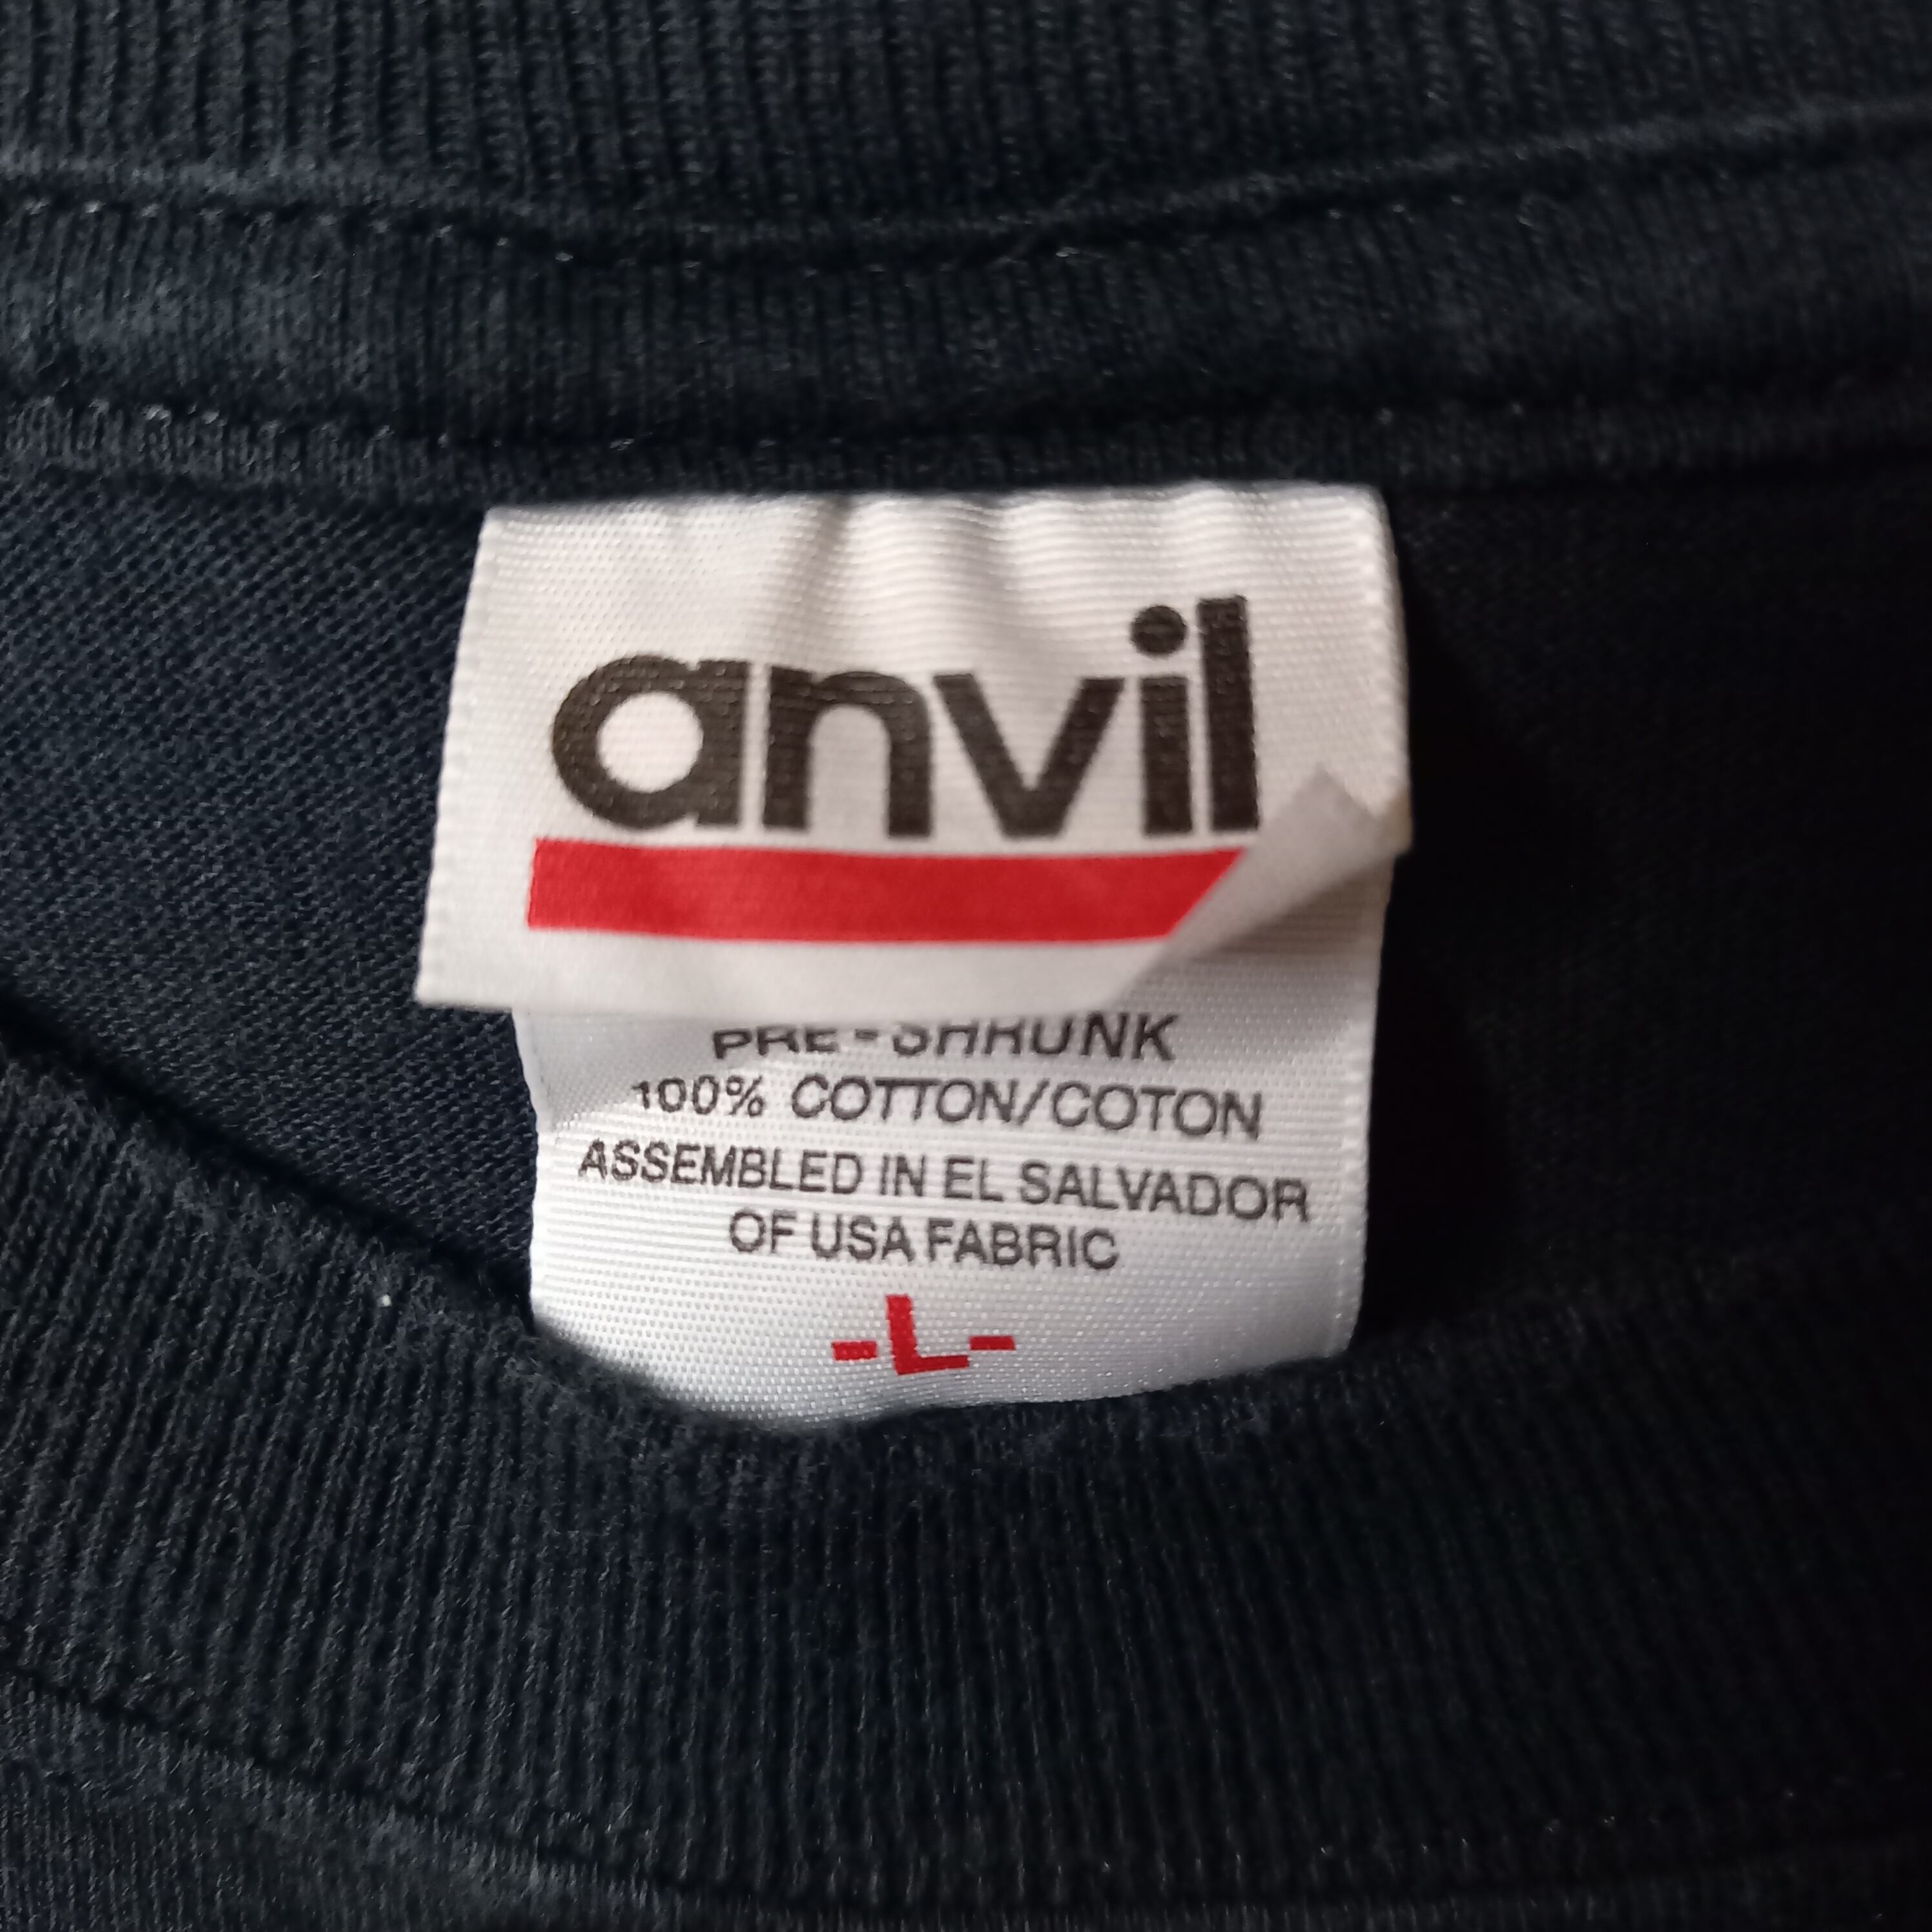 anvil
PRE-SHRUNK
100% COTTON/COTON
ASSEMBLED IN EL SALVADOR
OF USA FABRIC
-L-